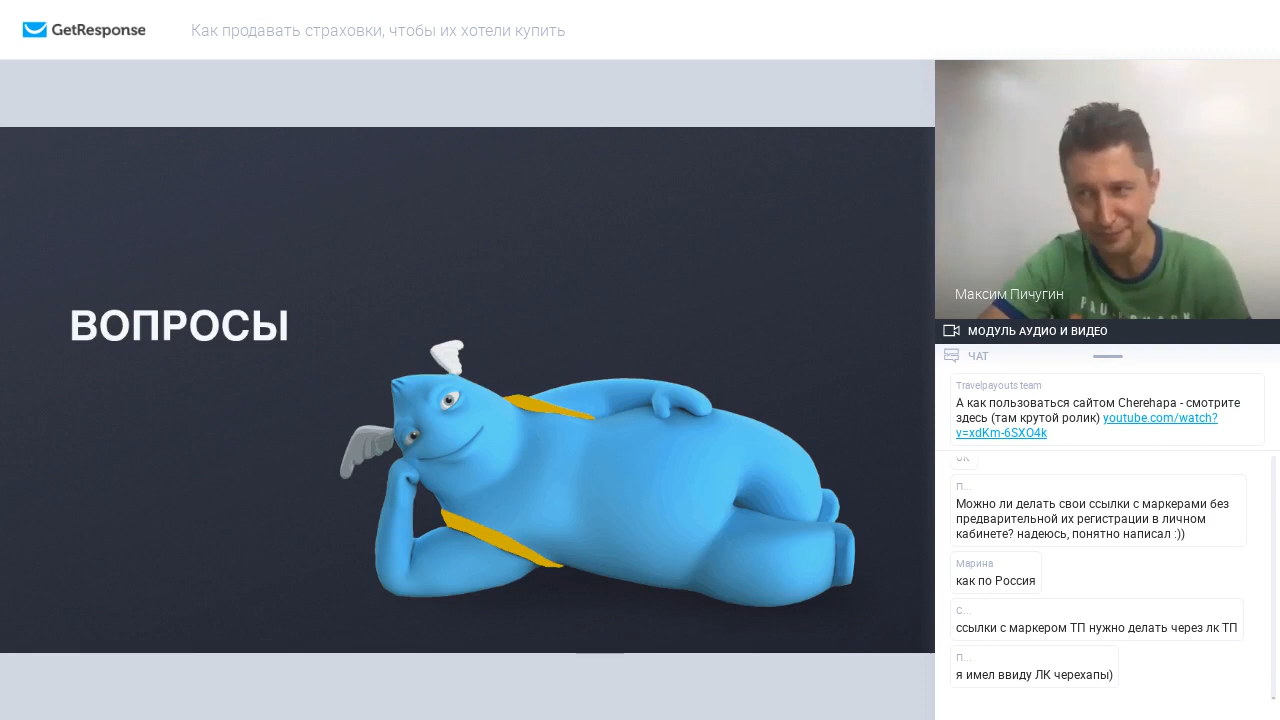 GetResponse
Как продавать страховки, чтобы их хотели купить
ВОПРОСЫ
Максим Пичугин
МОДУЛЬ АУДИО И ВИДЕО
ЧАТ
Travelpayouts team
А как пользоваться сайтом Cherehapa - смотрите
здесь (там крутой ролик) youtube.com/watch?
v=xdKm-6SXO4k
П...
Можно ли делать свои ссылки с маркерами без
предварительной их регистрации в личном
кабинете? надеюсь, понятно написал :))
Марина
как по Россия
С...
ссылки с маркером ТП нужно делать через лк ТП
П...
я имел ввиду ЛК черехапы)